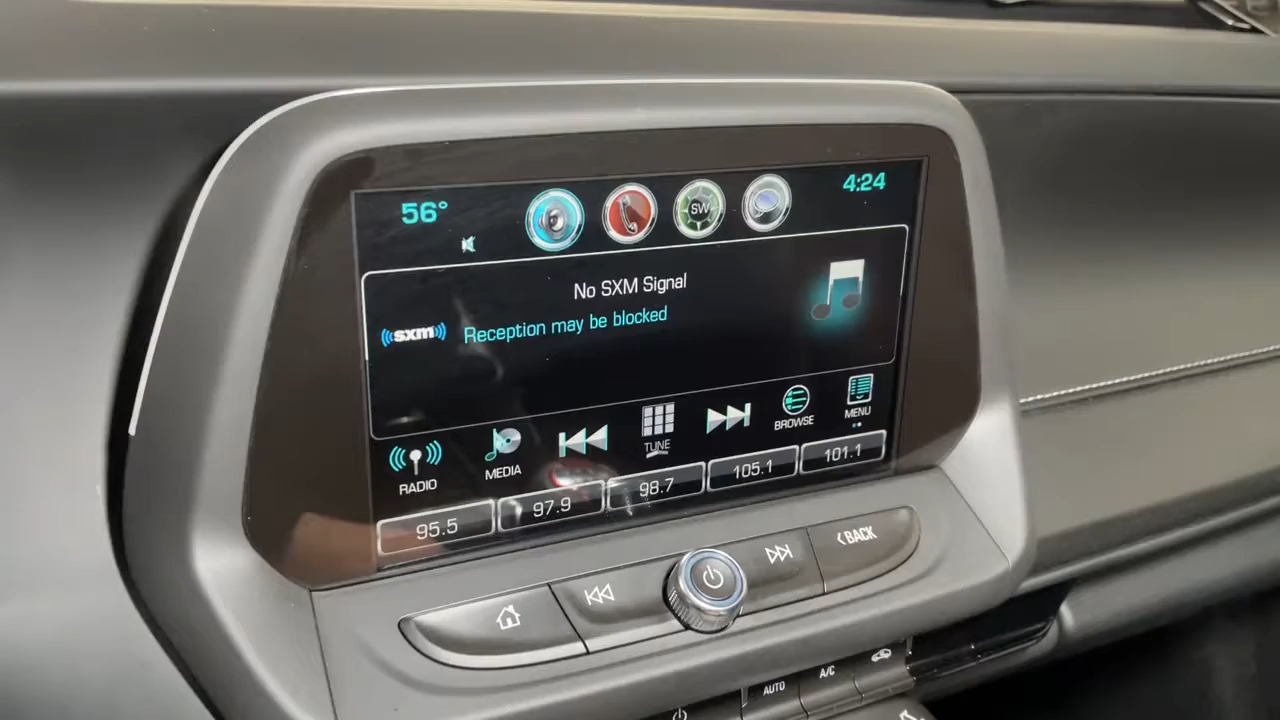 56°
SW
4:24
No SXM Signal
sxm
Reception may be blocked
RADIO
MEDIA
TUNE
BROWSE
MENU
95.5
97.9
98.7
105.1
101.1
BACK
AUTO
A/C